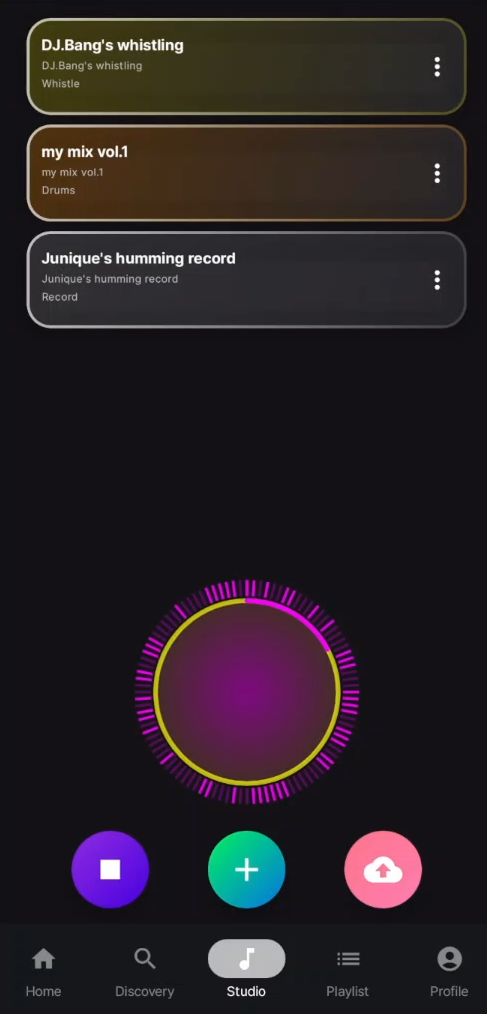 DJ.Bang's whistling
DJ.Bang's whistling
Whistle
my mix vol.1
my mix vol.1
Drums
Junique's humming record
Junique's humming record
Record
Home
Discovery
Studio
Playlist
Profile